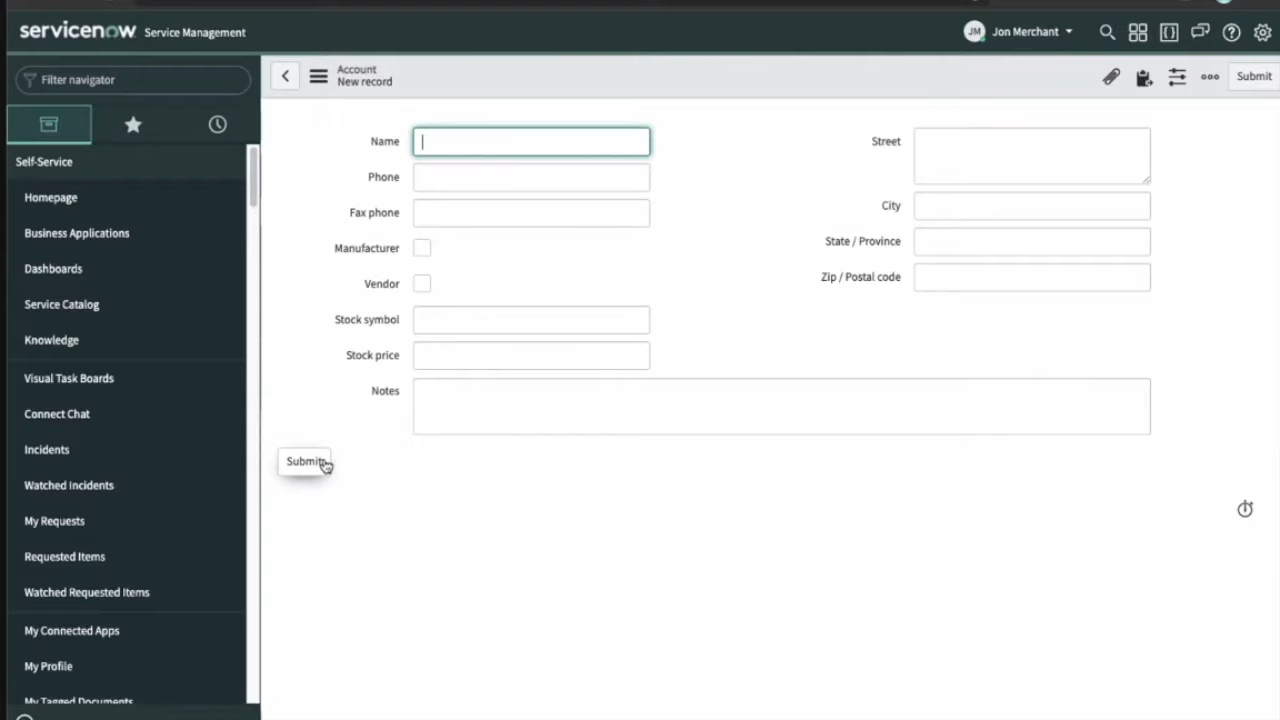 servicenow Service Management
JM Jon Merchant
Filter navigator
Account
New record
Submit
Self-Service
Homepage
Business Applications
Dashboards
Service Catalog
Knowledge
Visual Task Boards
Connect Chat
Incidents
Watched Incidents
My Requests
Requested Items
Watched Requested Items
My Connected Apps
My Profile
My Tagged Documents
Name
Phone
Fax phone
Manufacturer
Vendor
Stock symbol
Stock price
Notes
Street
City
State / Province
Zip / Postal code
Submit